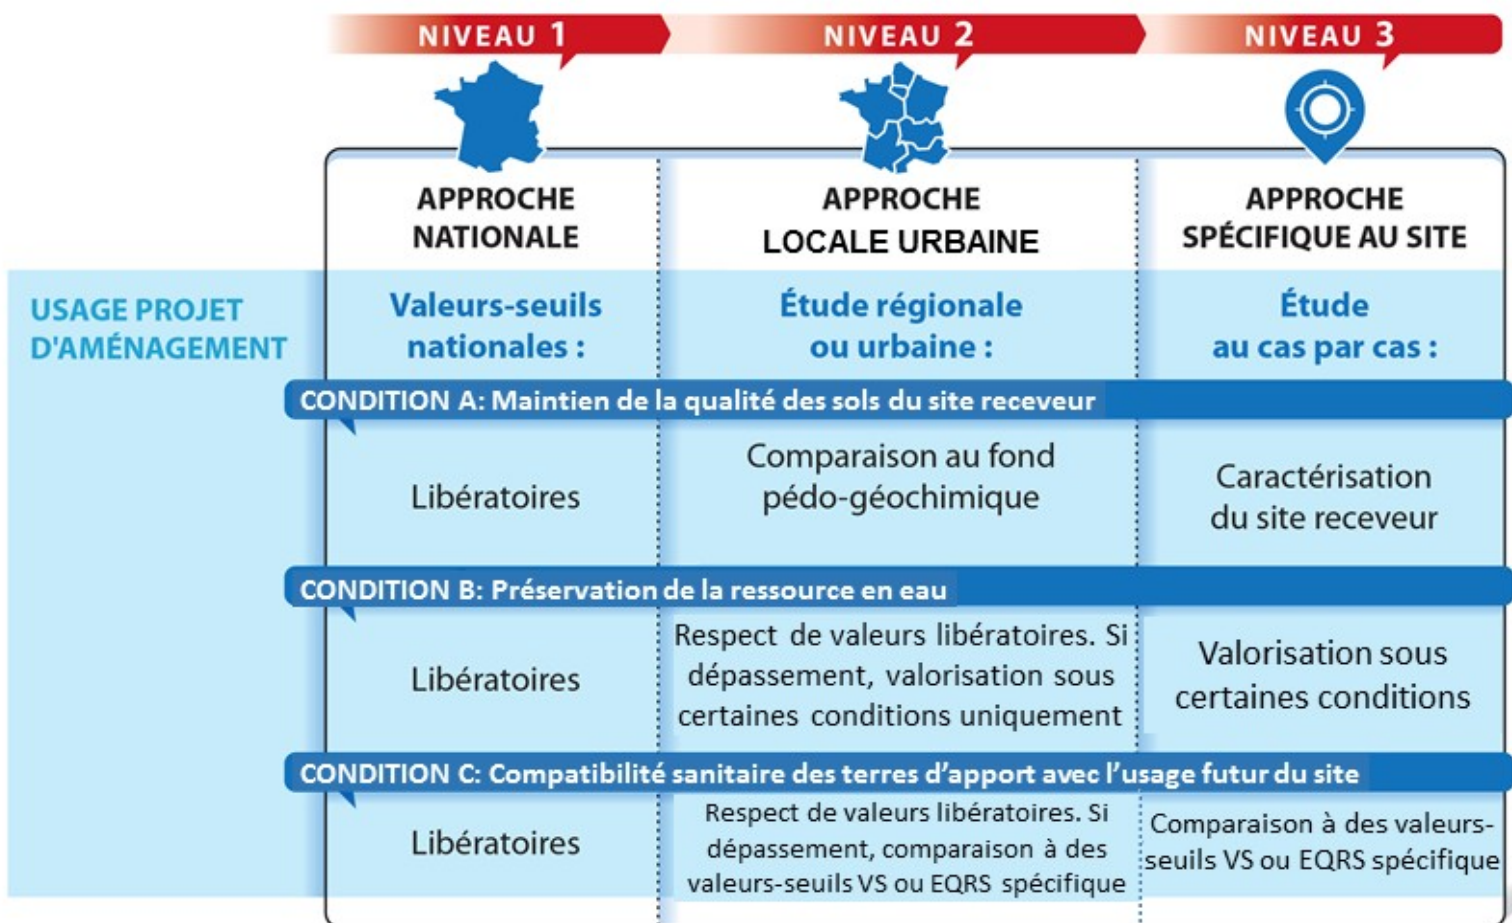 NIVEAU 1
NIVEAU 2
NIVEAU 3
APPROCHE
NATIONALE
APPROCHE
LOCALE URBAINE
APPROCHE
SPÉCIFIQUE AU SITE
USAGE PROJET
D'AMÉNAGEMENT
Valeurs-seuils
nationales :
Étude régionale
ou urbaine :
Étude
au cas par cas :
CONDITION A: Maintien de la qualité des sols du site receveur
Libératoires
Comparaison au fond
pédo-géochimique
Caractérisation
du site receveur
CONDITION B: Préservation de la ressource en eau
Libératoires
Respect de valeurs libératoires. Si
dépassement, valorisation sous
certaines conditions uniquement
Valorisation sous
certaines conditions
CONDITION C: Compatibilité sanitaire des terres d’apport avec l’usage futur du site
Libératoires
Respect de valeurs libératoires. Si
dépassement, comparaison à des
valeurs-seuils VS ou EQRS spécifique
Comparaison à des valeurs-
seuils VS ou EQRS spécifique